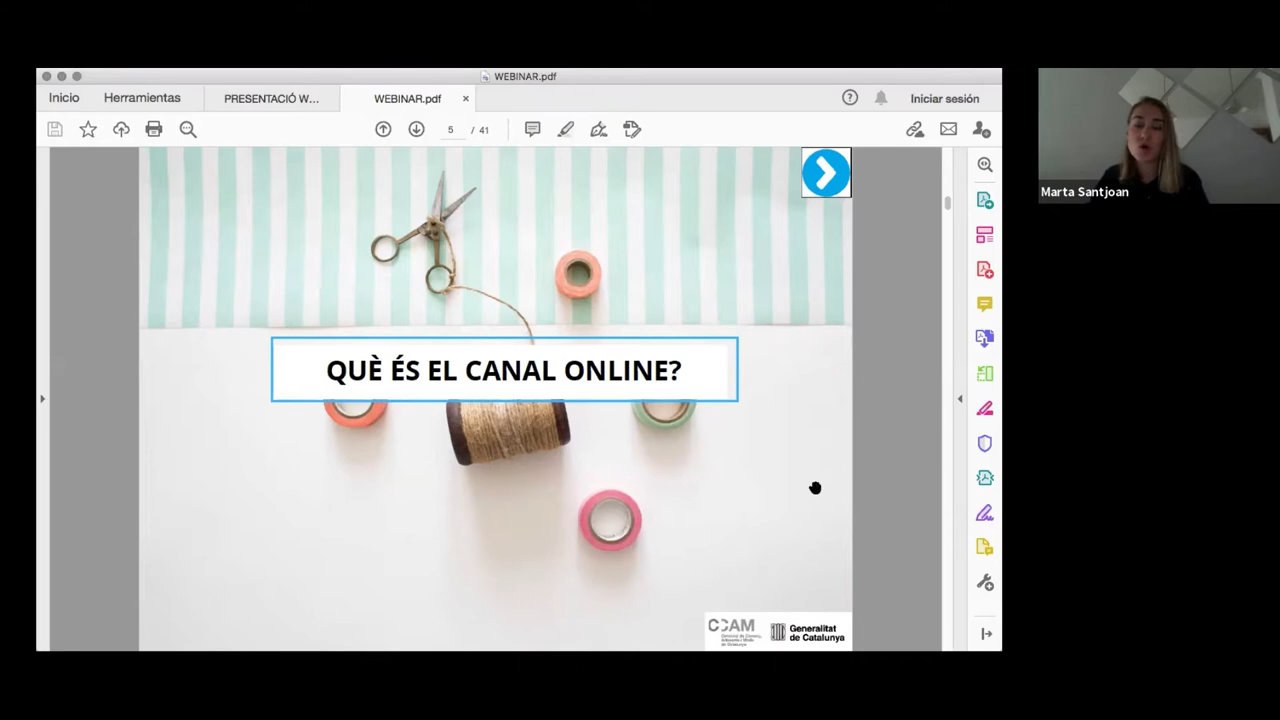 WEBINAR.pdf
Inicio
Herramientas
PRESENTACIÓ W...
WEBINAR.pdf
Iniciar sesión
5 / 41
Marta Santjoan
QUÈ ÉS EL CANAL ONLINE?
CCAM
Generalitat
de Catalunya